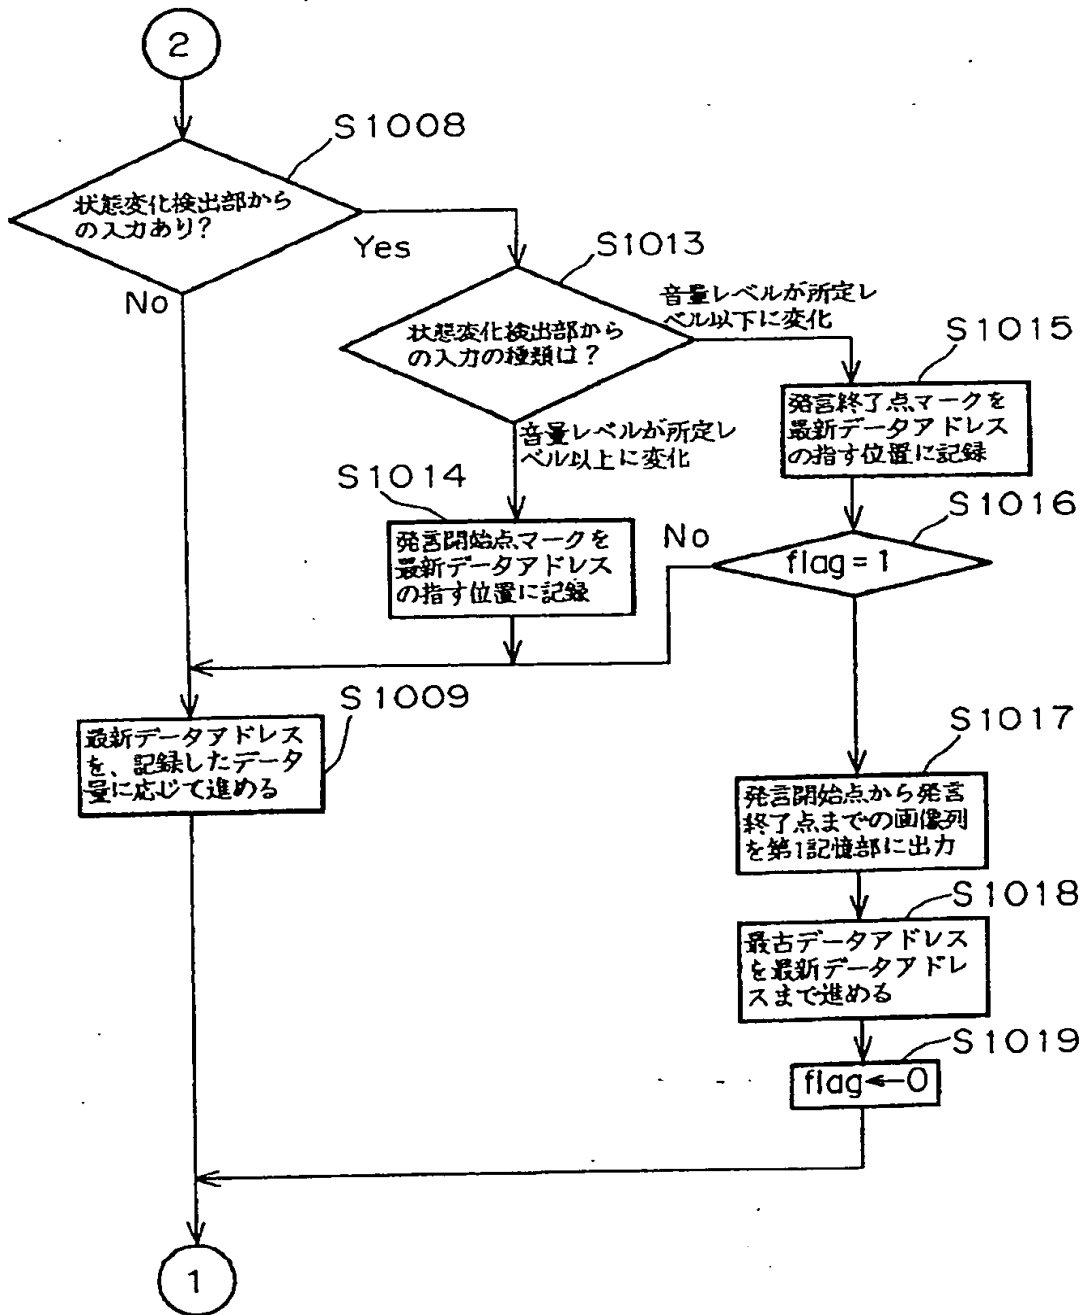 2
S1008
状態変化検出部から
の入力あり?
Yes
No
S1013
状態変化検出部から
の入力の種類は?
音量レベルが所定レ
ベル以下に変化
S1015
発言終了点マークを
最新データアドレス
の指す位置に記録
音量レベルが所定レ
ベル以上に変化
S1014
発言開始点マークを
最新データアドレス
の指す位置に記録
S1016
flag=1
No
S1009
最新データアドレス
を、記録したデータ
量に応じて進める
S1017
発言開始点から発言
終了点までの画像列
を第1記憶部に出力
S1018
最古データアドレス
を最新データアドレ
スまで進める
S1019
flag←0
1